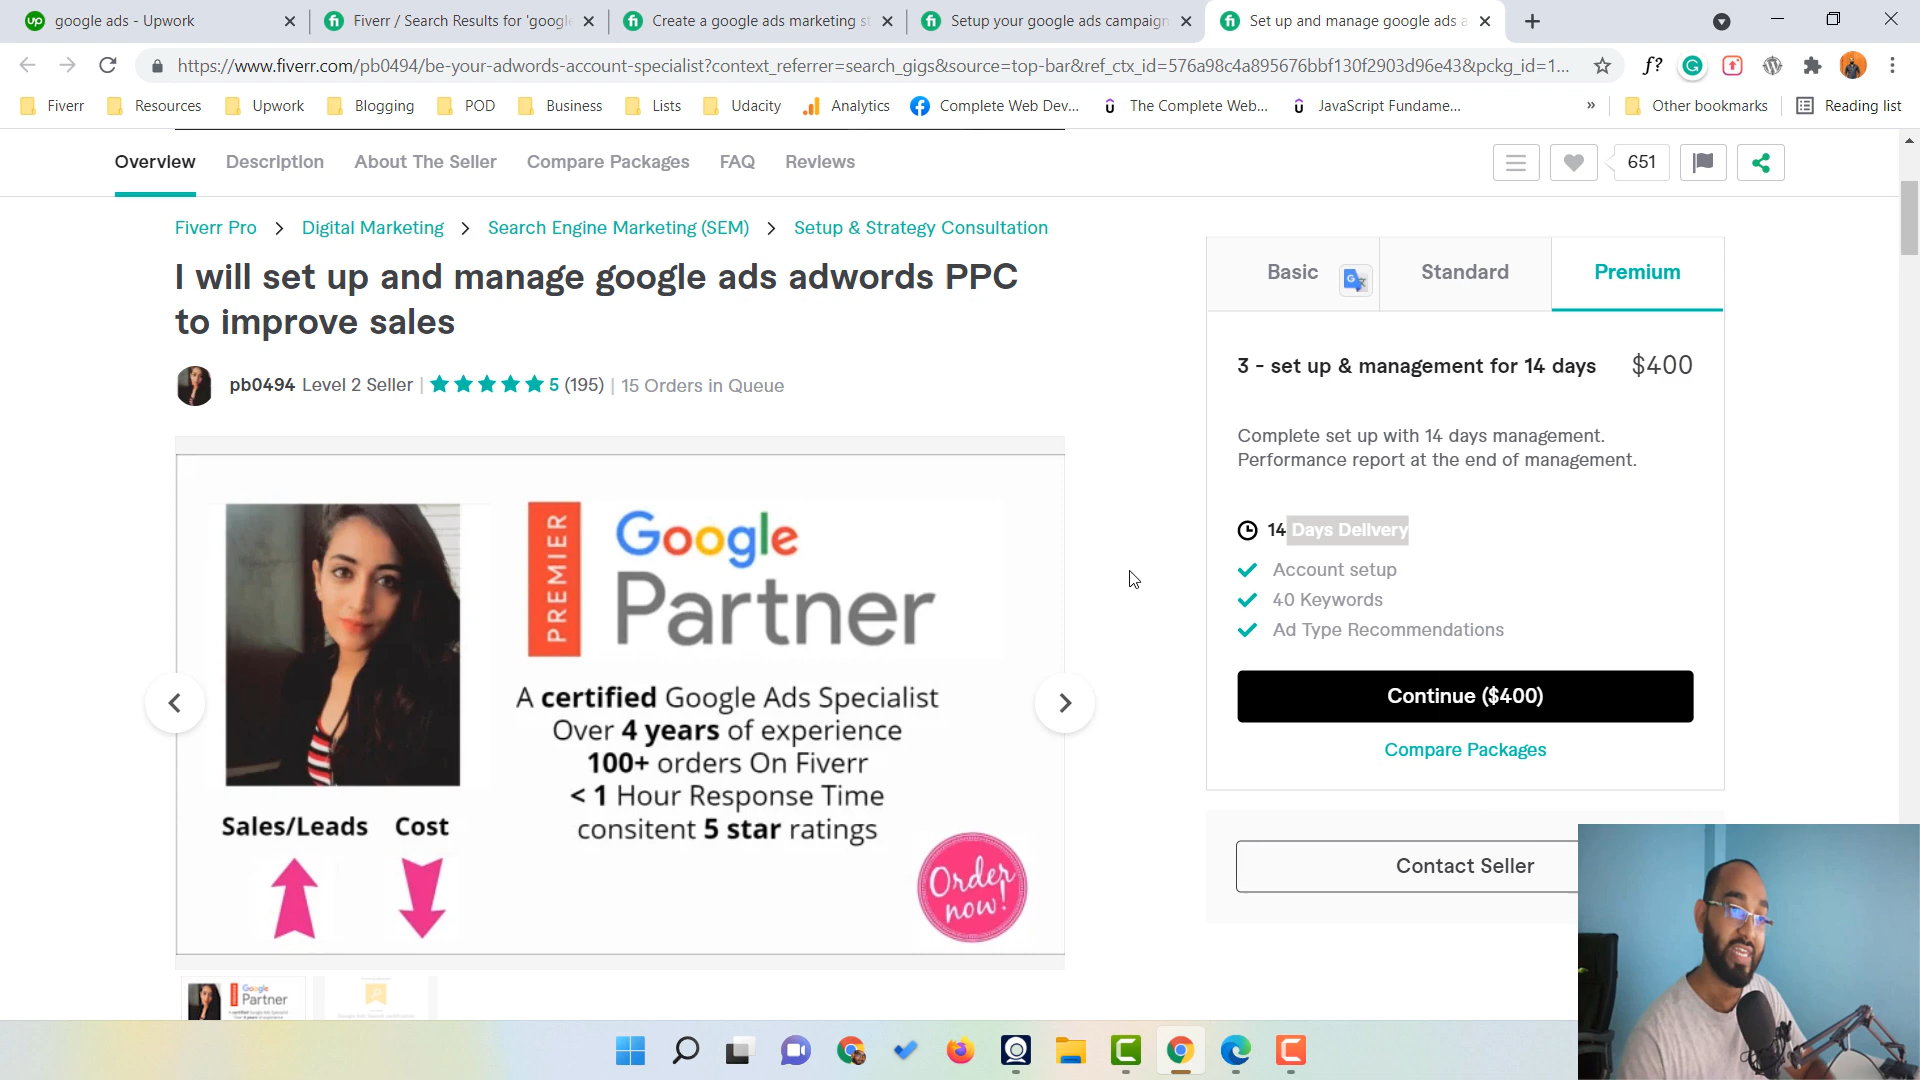 google ads - Upwork
Fiverr / Search Results for 'google
Create a google ads marketing st
Setup your google ads campaign
Set up and manage google ads a
https://www.fiverr.com/pb0494/be-your-adwords-account-specialist?context_referrer=search_gigs&source=top-bar&ref_ctx_id=576a98c4a895676bbf130f2903d96e43&pckg_id=1...
Fiverr
Resources
Upwork
Blogging
POD
Business
Lists
Udacity
Analytics
Complete Web Dev...
The Complete Web...
JavaScript Fundame...
»
Other bookmarks
Reading list
Overview
Description
About The Seller
Compare Packages
FAQ
Reviews
651
Fiverr Pro > Digital Marketing > Search Engine Marketing (SEM) > Setup & Strategy Consultation
I will set up and manage google ads adwords PPC
to improve sales
pb0494 Level 2 Seller | 5 (195) | 15 Orders in Queue
PREMIER
Google
Partner
A certified Google Ads Specialist
Over 4 years of experience
100+ orders On Fiverr
< 1 Hour Response Time
consitent 5 star ratings
Sales/Leads Cost
Order
now!
Basic
Standard
Premium
3 - set up & management for 14 days $400
Complete set up with 14 days management.
Performance report at the end of management.
14 Days Delivery
Account setup
40 Keywords
Ad Type Recommendations
Continue ($400)
Compare Packages
Contact Seller
Google
Partner